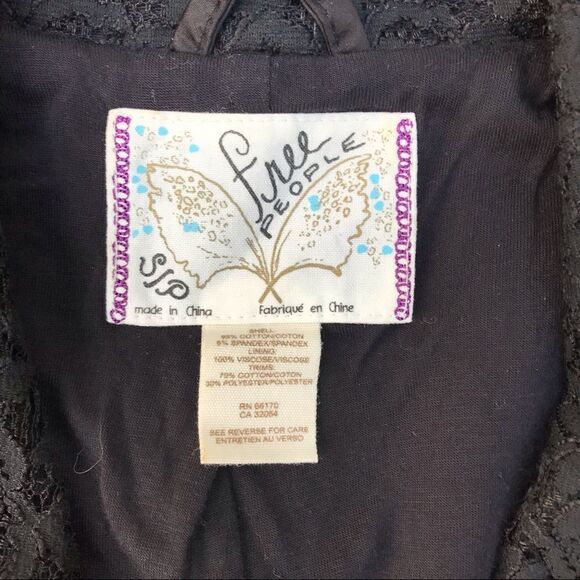 free
PEOPLE
S/P
made in China Fabriqué en Chine
SHELL:
95% COTTON/COTON
5% SPANDEX/SPANDEX
LINING:
100% VISCOSE/VISCOSE
TRIMS:
70% COTTON/COTON
30% POLYESTER/POLYESTER
RN 66170
CA 32054
SEE REVERSE FOR CARE
ENTRETIEN AU VERSO